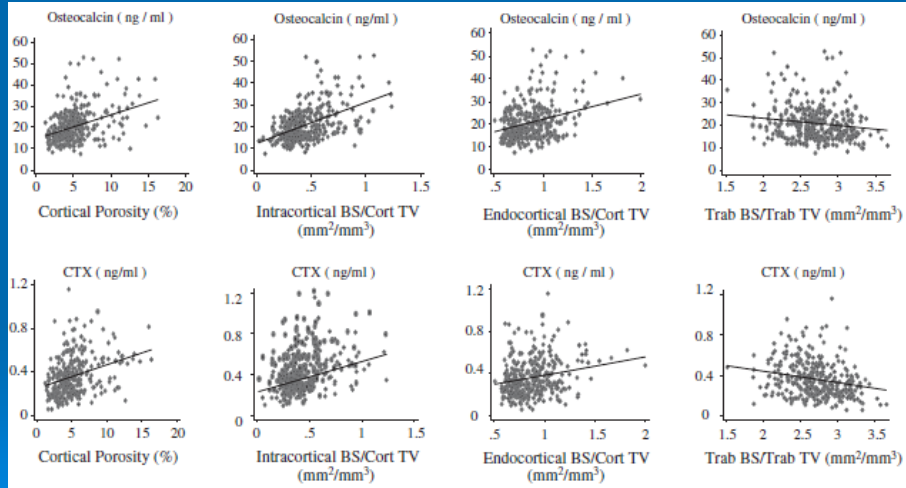 Osteocalcin ( ng / ml )
Osteocalcin (ng/ml)
Osteocalcin ( ng / ml )
Osteocalcin ( ng/ml)
60
50
40
30
20
10
0
0 5 10 15 20
Cortical Porosity (%)
60
50
40
30
20
10
0
0 .5 1 1.5
Intracortical BS/Cort TV
(mm²/mm³)
60
50
40
30
20
10
0
.5 1 1.5 2
Endocortical BS/Cort TV
(mm²/mm³)
60
50
40
30
20
10
0
1.5 2 2.5 3 3.5
Trab BS/Trab TV (mm²/mm³)
CTX ( ng/ml )
CTX ( ng/ml )
CTX ( ng / ml )
CTX ( ng/ml)
1.2
0.8
0.4
0
0 5 10 15 20
Cortical Porosity (%)
1.2
0.8
0.4
0
0 .5 1 1.5
Intracortical BS/Cort TV
(mm²/mm³)
1.2
0.8
0.4
0
.5 1 1.5 2
Endocortical BS/Cort TV
(mm²/mm³)
1.2
0.8
0.4
0
1.5 2 2.5 3 3.5
Trab BS/Trab TV (mm²/mm³)